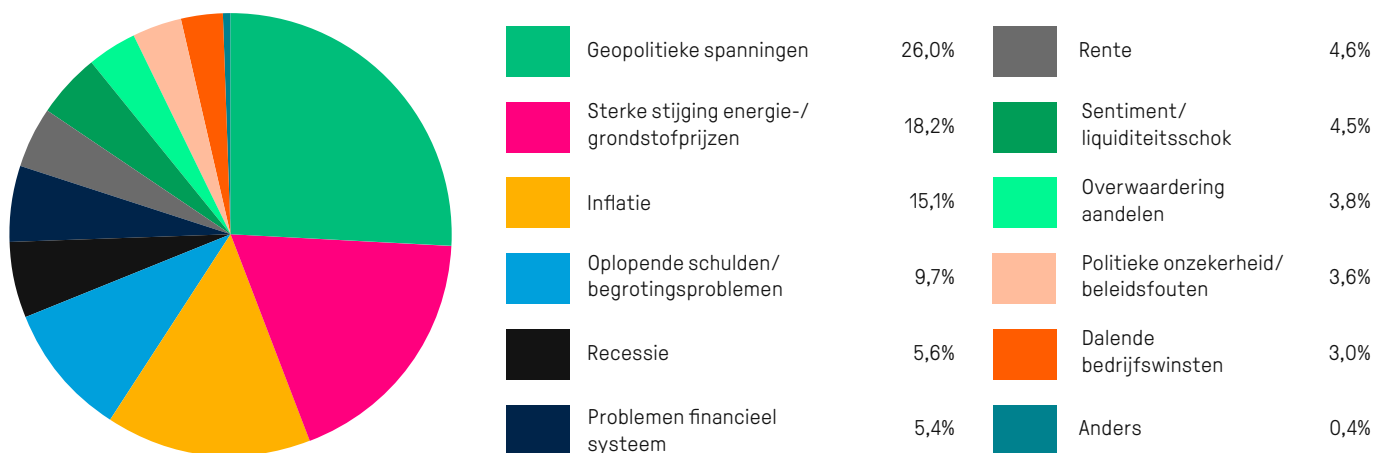 Geopolitieke spanningen 26,0%
Sterke stijging energie-/
grondstofprijzen 18,2%
Inflatie 15,1%
Oplopende schulden/
begrotingsproblemen 9,7%
Recessie 5,6%
Problemen financieel
systeem 5,4%
Rente 4,6%
Sentiment/
liquiditeitsschok 4,5%
Overwaardering
aandelen 3,8%
Politieke onzekerheid/
beleidsfouten 3,6%
Dalende
bedrijfswinsten 3,0%
Anders 0,4%